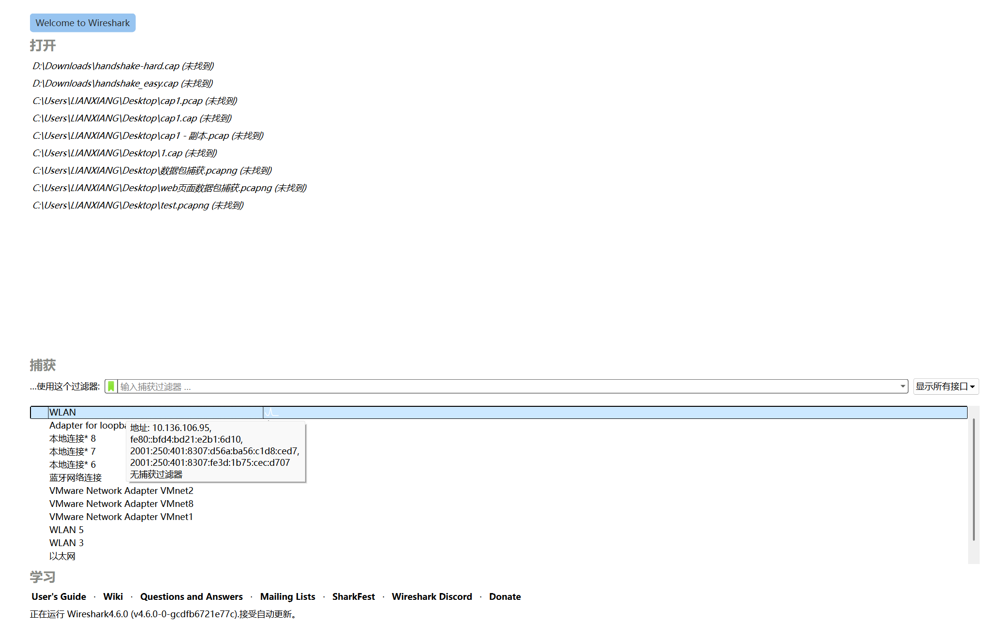 Welcome to Wireshark
打开
D:\Downloads\handshake-hard.cap (未找到)
D:\Downloads\handshake_easy.cap (未找到)
C:\Users\LIANXIANG\Desktop\cap1.pcap (未找到)
C:\Users\LIANXIANG\Desktop\cap1.cap (未找到)
C:\Users\LIANXIANG\Desktop\cap1 - 副本.pcap (未找到)
C:\Users\LIANXIANG\Desktop\1.cap (未找到)
C:\Users\LIANXIANG\Desktop\数据包捕获.pcapng (未找到)
C:\Users\LIANXIANG\Desktop\web页面数据包捕获.pcapng (未找到)
C:\Users\LIANXIANG\Desktop\test.pcapng (未找到)
捕获
...使用这个过滤器: 输入捕获过滤器 ... 显示所有接口
WLAN
Adapter for loopba
地址: 10.136.106.95,
fe80::bfd4:bd21:e2b1:6d10,
2001:250:401:8307:d56a:ba56:c1d8:ced7,
2001:250:401:8307:fe3d:1b75:cec:d707
无捕获过滤器
本地连接* 8
本地连接* 7
本地连接* 6
蓝牙网络连接
VMware Network Adapter VMnet2
VMware Network Adapter VMnet8
VMware Network Adapter VMnet1
WLAN 5
WLAN 3
以太网
学习
User's Guide · Wiki · Questions and Answers · Mailing Lists · SharkFest · Wireshark Discord · Donate
正在运行 Wireshark4.6.0 (v4.6.0-0-gcdfb6721e77c).接受自动更新。